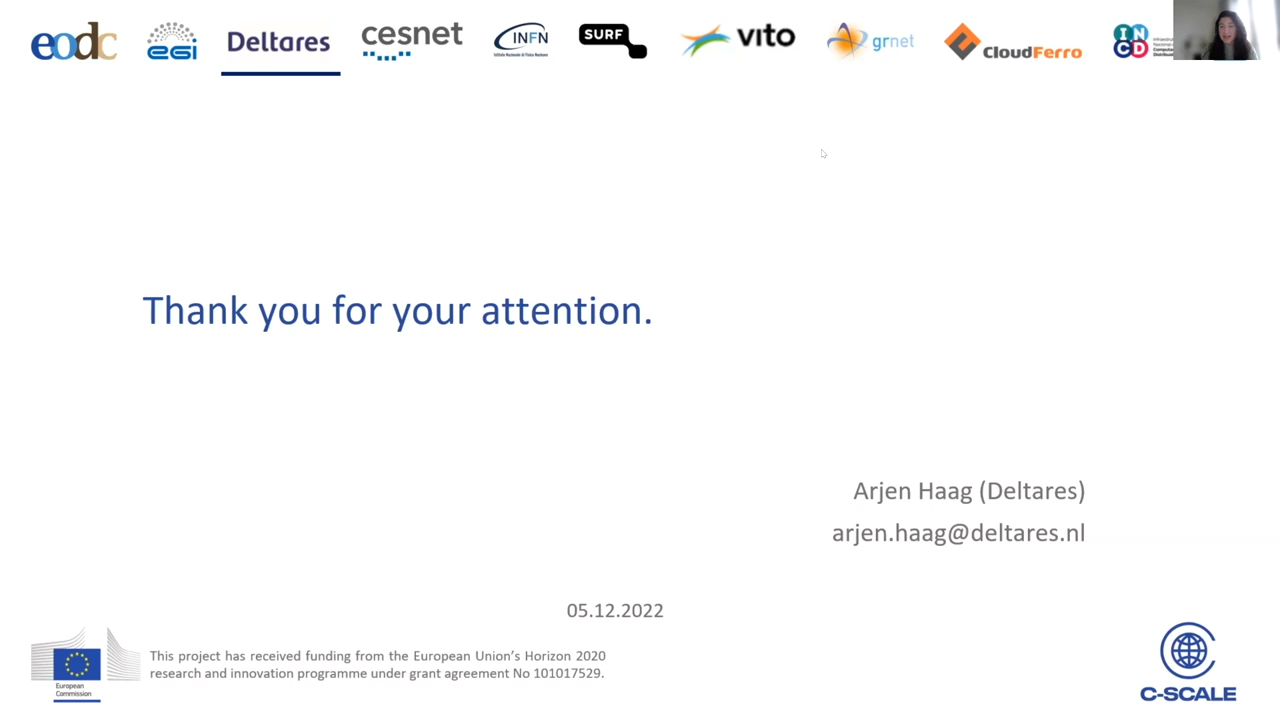 eodc
egi
Deltares
cesnet
INFN
SURF
vito
grnet
CloudFerro
IN
CD
Thank you for your attention.
Arjen Haag (Deltares)
arjen.haag@deltares.nl
05.12.2022
European
Commission
This project has received funding from the European Union's Horizon 2020
research and innovation programme under grant agreement No 101017529.
C-SCALE